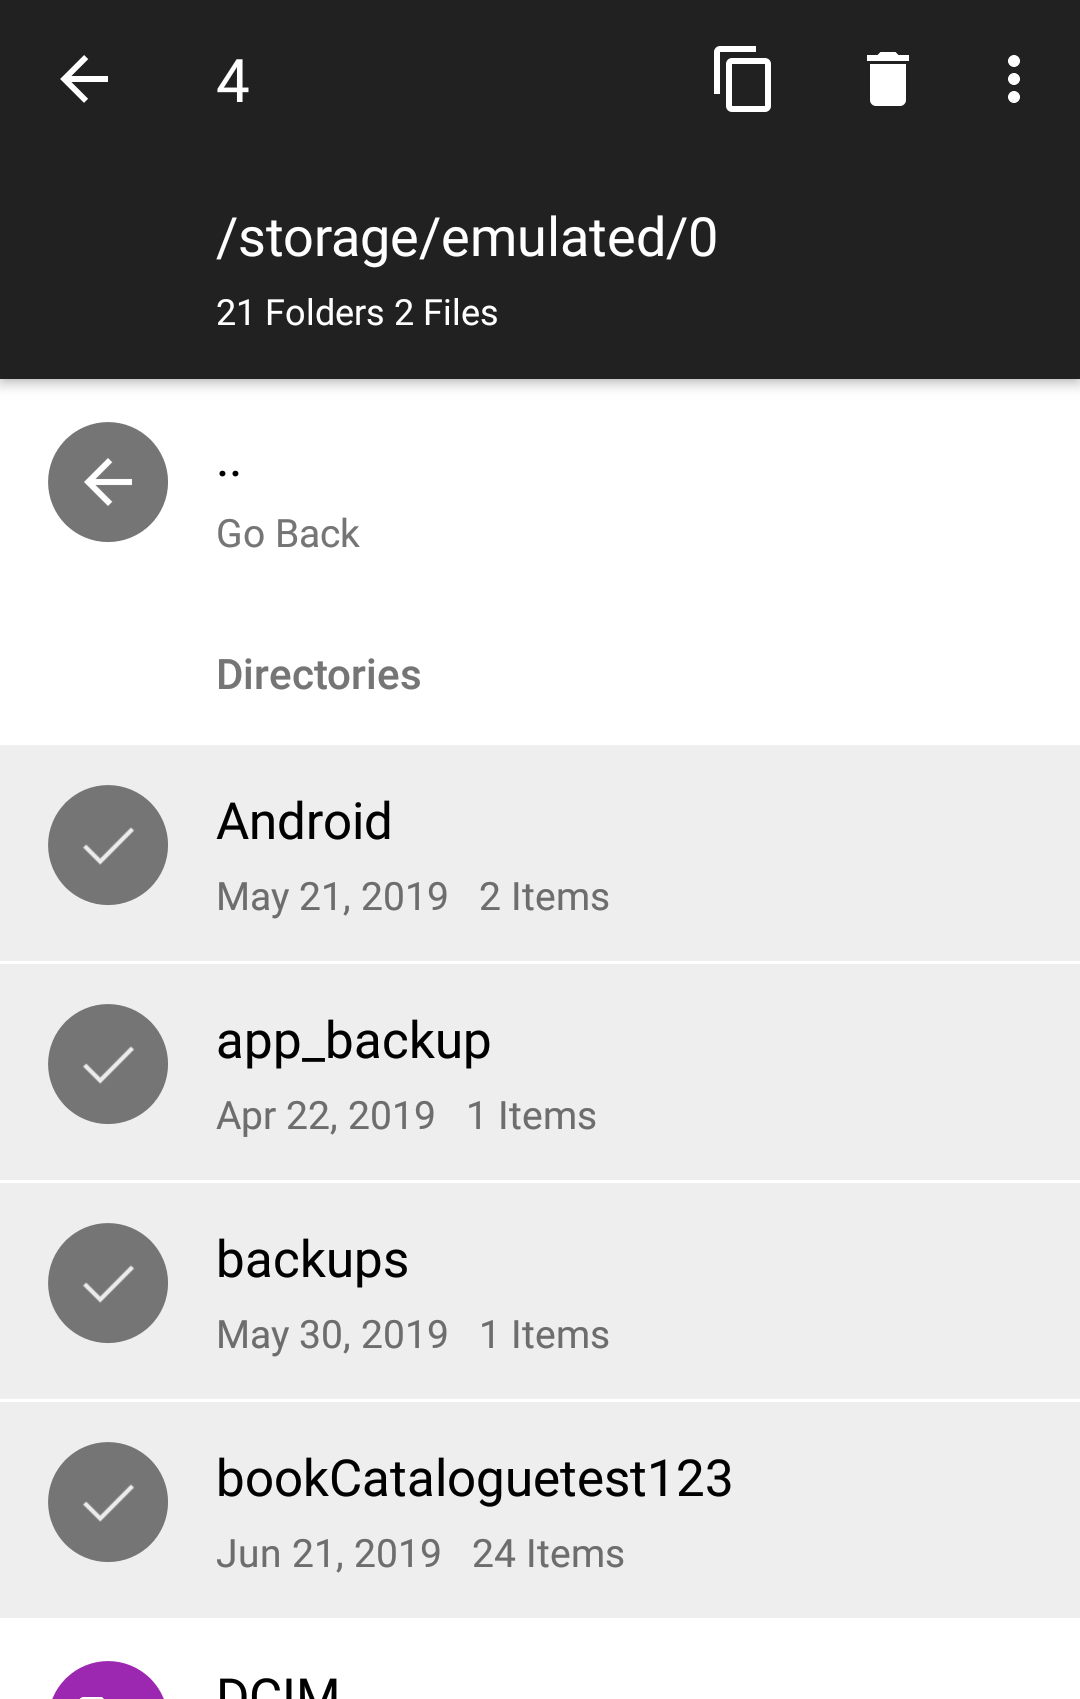 4
/storage/emulated/0
21 Folders 2 Files
..
Go Back
Directories
Android
May 21, 2019 2 Items
app_backup
Apr 22, 2019 1 Items
backups
May 30, 2019 1 Items
bookCataloguetest123
Jun 21, 2019 24 Items
DCIM